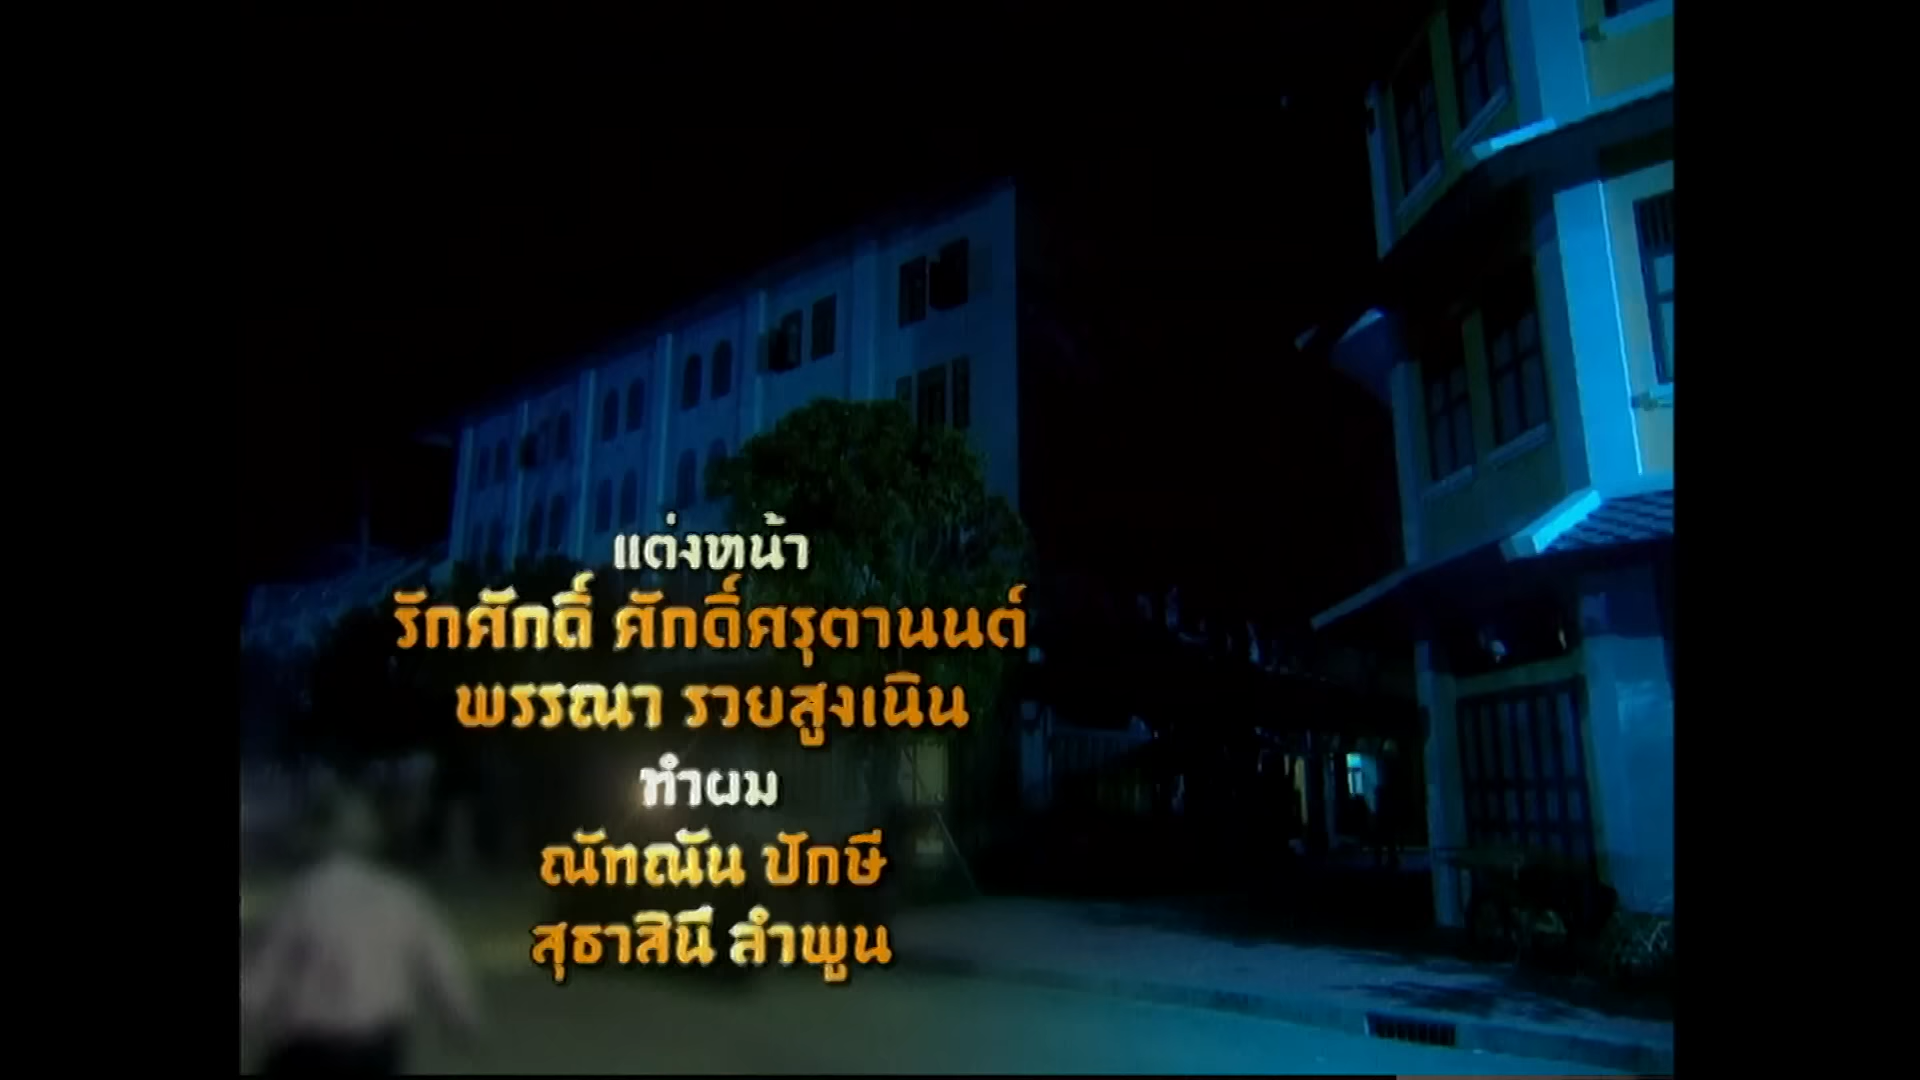 แต่งหน้า
รักศักดิ์ ศักดิ์ศรุตานนต์
พรรณา รวยสูงเนิน
ทำผม
ณัทณัน ปักษี
สุธาสินี ลำพูน